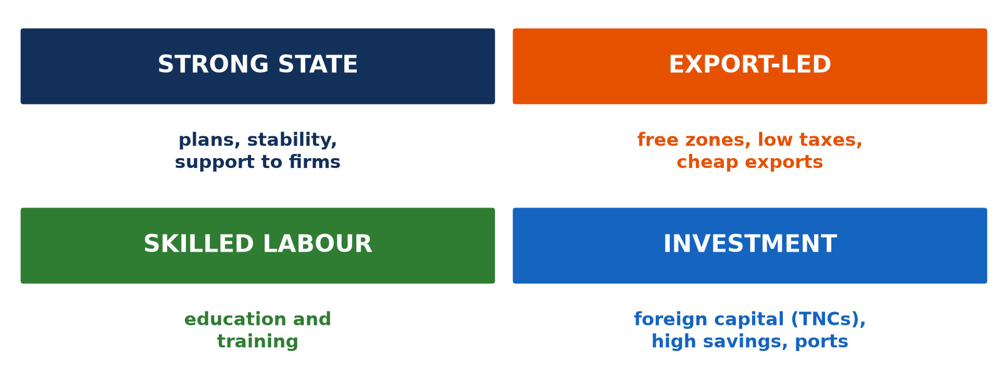 STRONG STATE
plans, stability,
support to firms
EXPORT-LED
free zones, low taxes,
cheap exports
SKILLED LABOUR
education and
training
INVESTMENT
foreign capital (TNCs),
high savings, ports